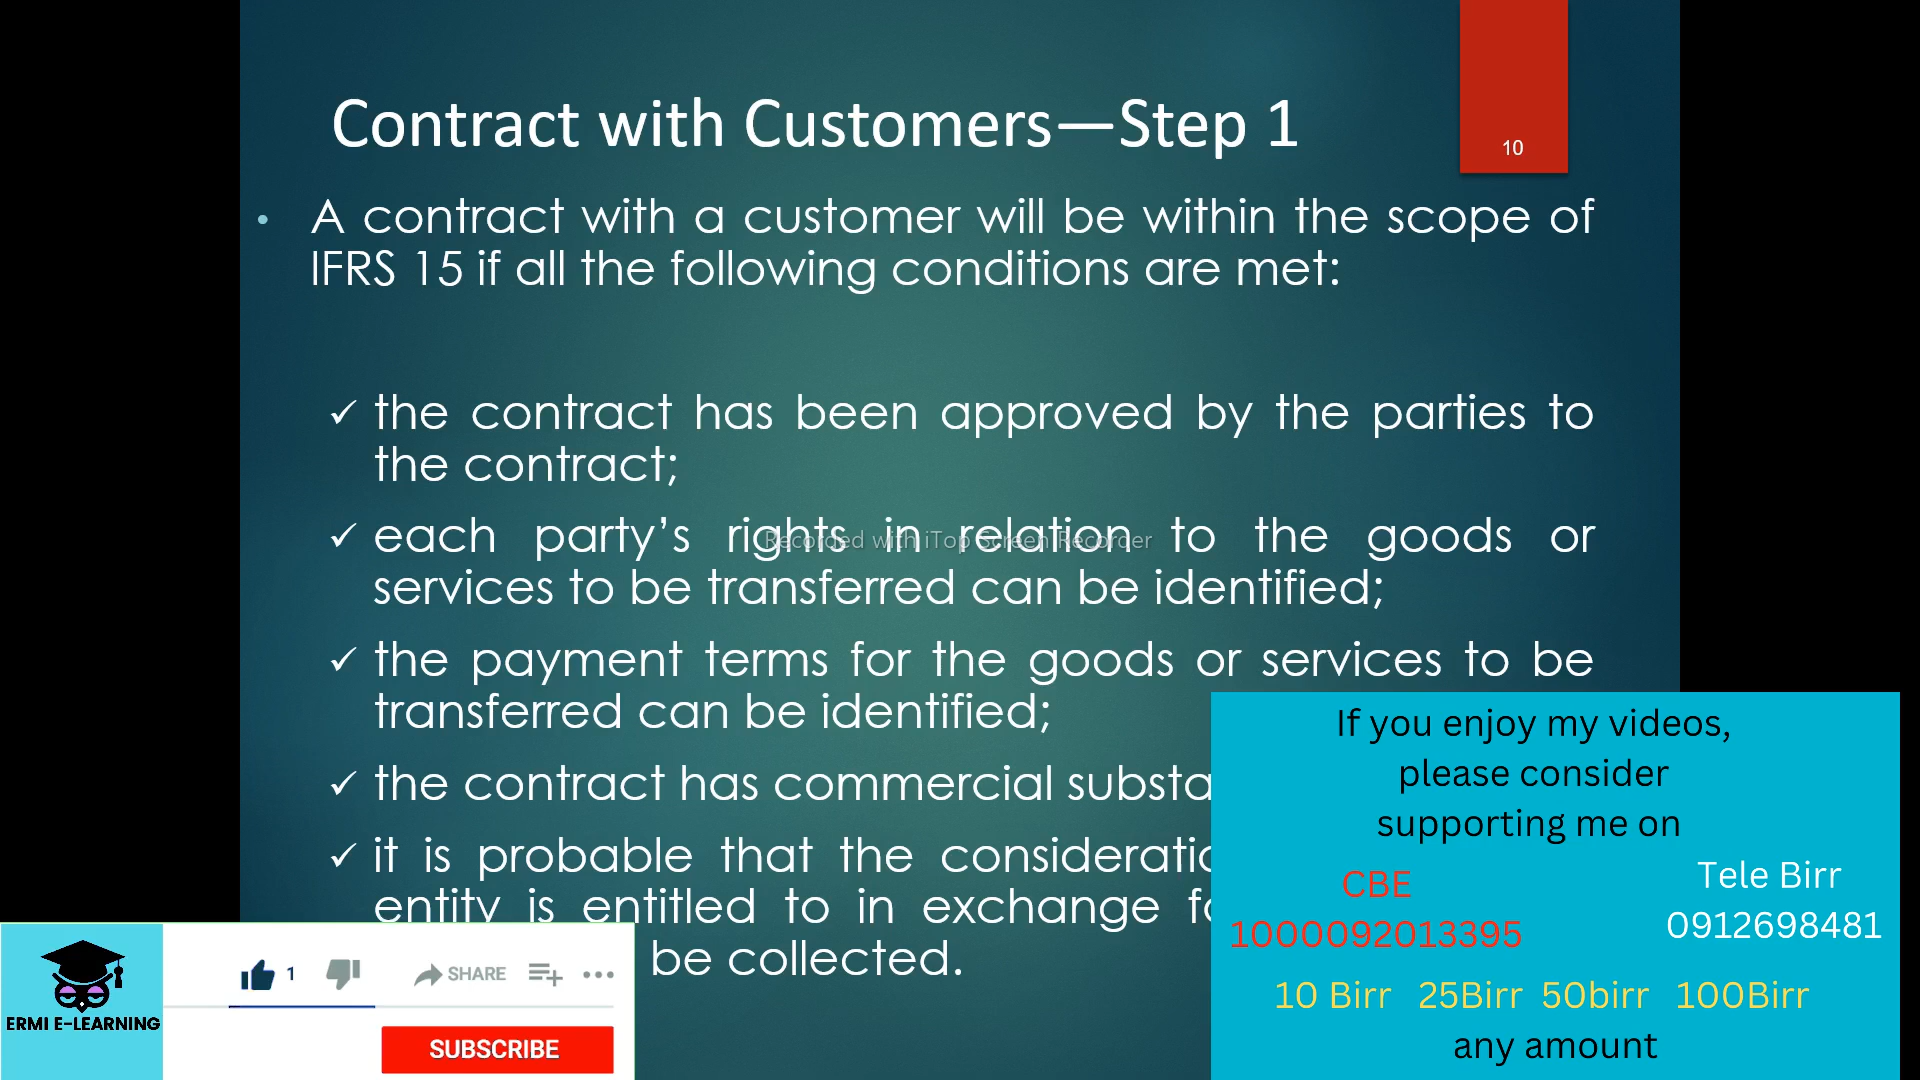 Contract with Customers—Step 1
10
• A contract with a customer will be within the scope of
IFRS 15 if all the following conditions are met:
✓ the contract has been approved by the parties to
the contract;
✓ each party’s rights in relation to the goods or
services to be transferred can be identified;
Recorded with iTop Screen Recorder
✓ the payment terms for the goods or services to be
transferred can be identified;
✓ the contract has commercial
✓ it is probable that the
entity is entitled to in exchange
be collected.
If you enjoy my videos,
please consider
supporting me on
CBE
1000092013395
Tele Birr
0912698481
10 Birr 25Birr 50birr 100Birr
any amount
ERMI E-LEARNING
1
SHARE
SUBSCRIBE